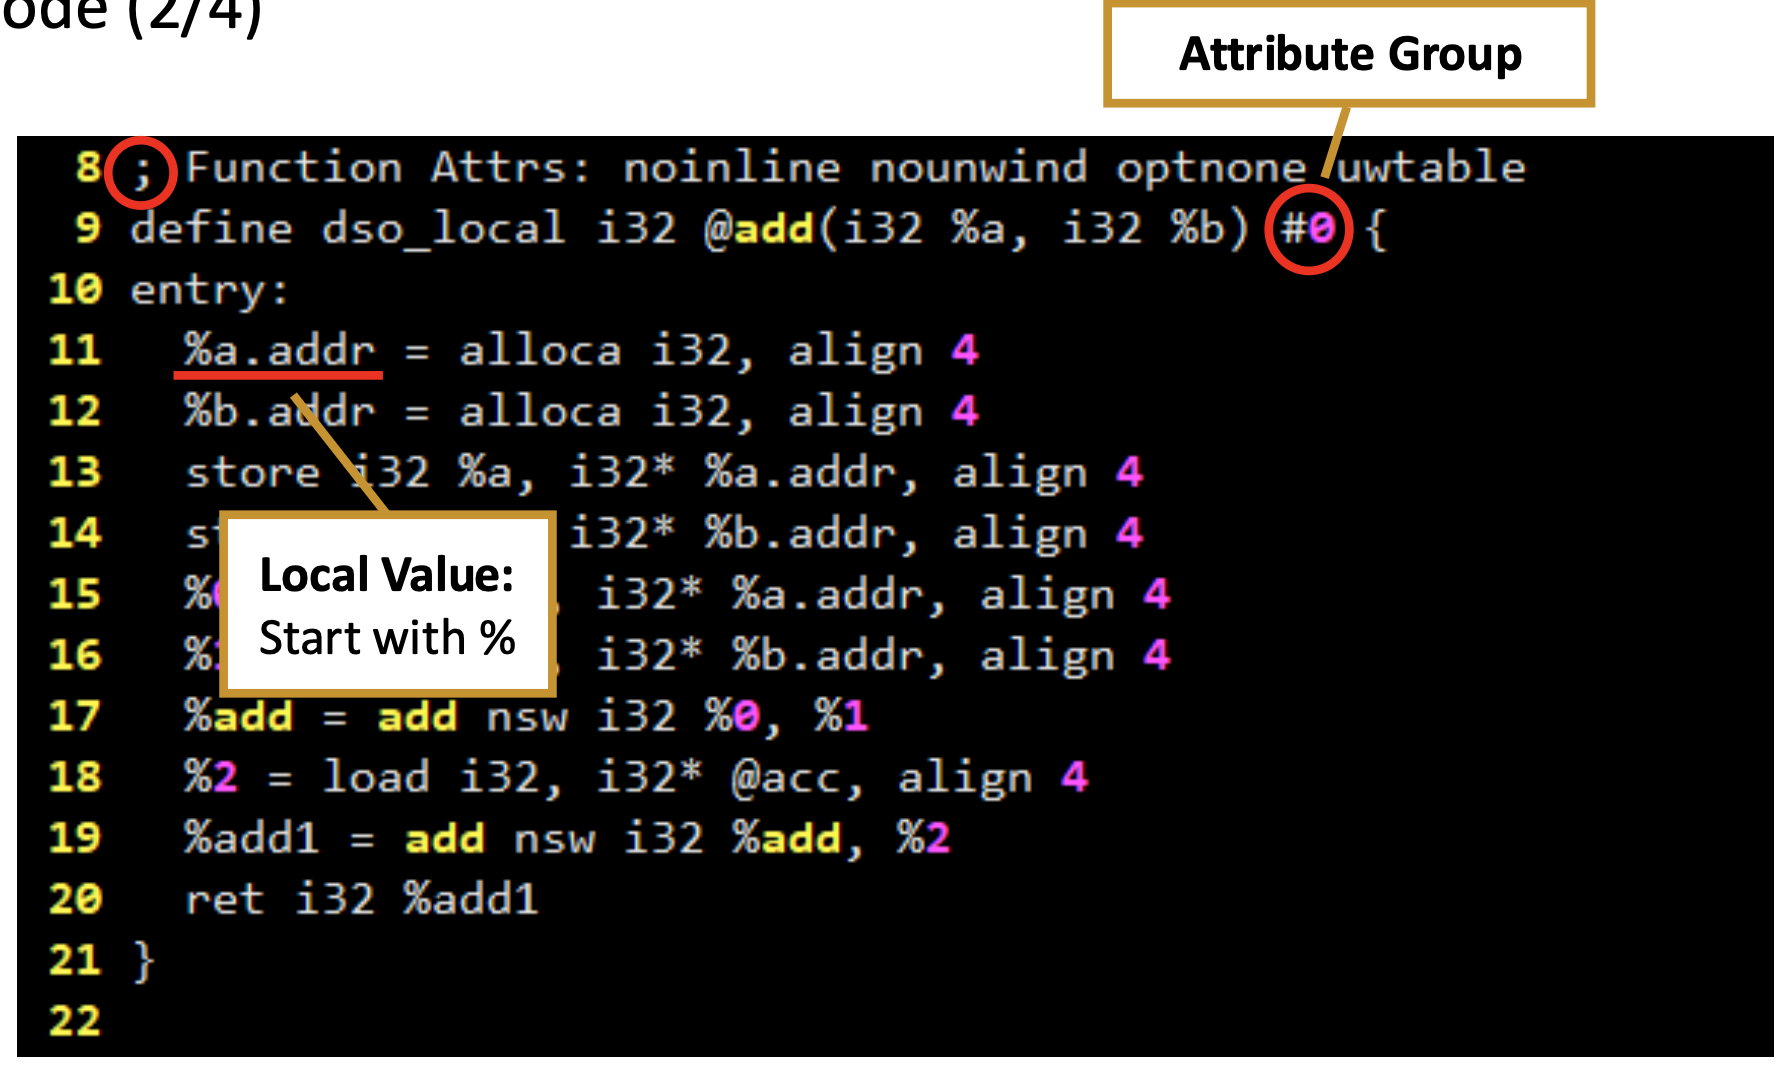 ode (2/4)
Attribute Group
8 ; Function Attrs: noinline nounwind optnone uwtable
9 define dso_local i32 @add(i32 %a, i32 %b) #0 {
10 entry:
11 %a.addr = alloca i32, align 4
12 %b.addr = alloca i32, align 4
13 store i32 %a, i32* %a.addr, align 4
14 i32* %b.addr, align 4
15 , i32* %a.addr, align 4
16 , i32* %b.addr, align 4
Local Value:
Start with %
17 %add = add nsw i32 %0, %1
18 %2 = load i32, i32* @acc, align 4
19 %add1 = add nsw i32 %add, %2
20 ret i32 %add1
21 }
22